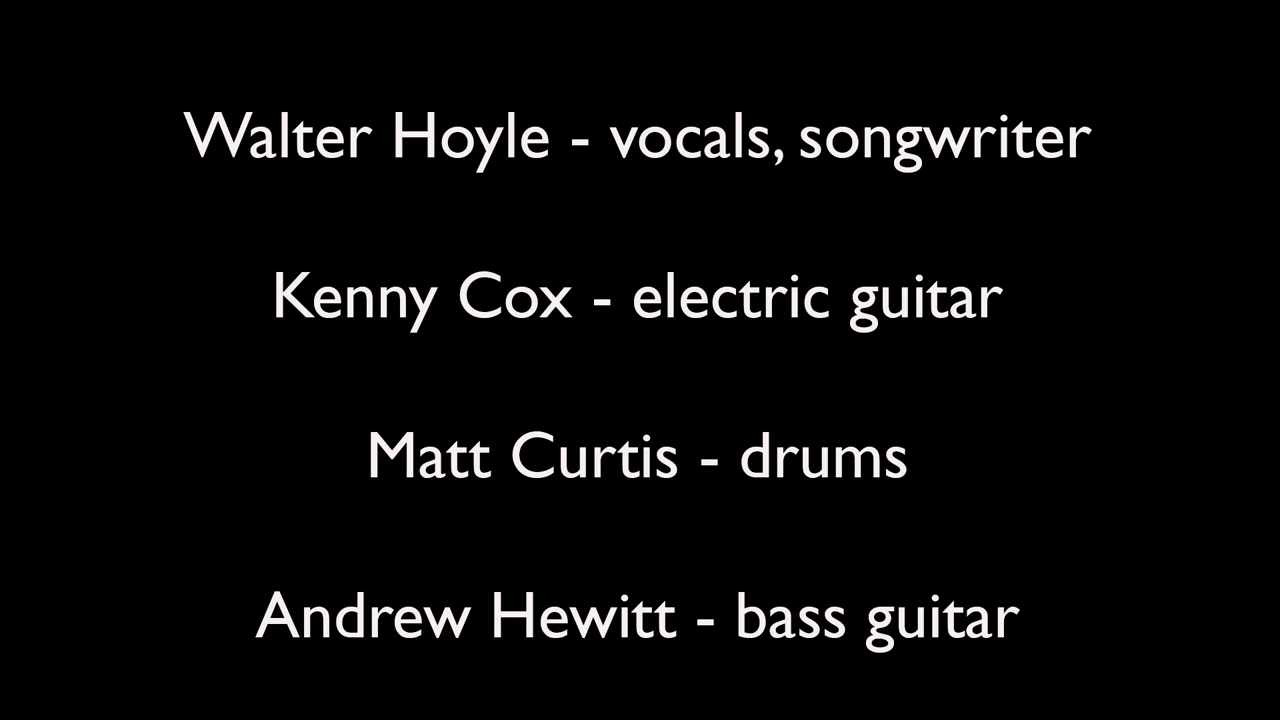 Walter Hoyle - vocals, songwriter
Kenny Cox - electric guitar
Matt Curtis - drums
Andrew Hewitt - bass guitar